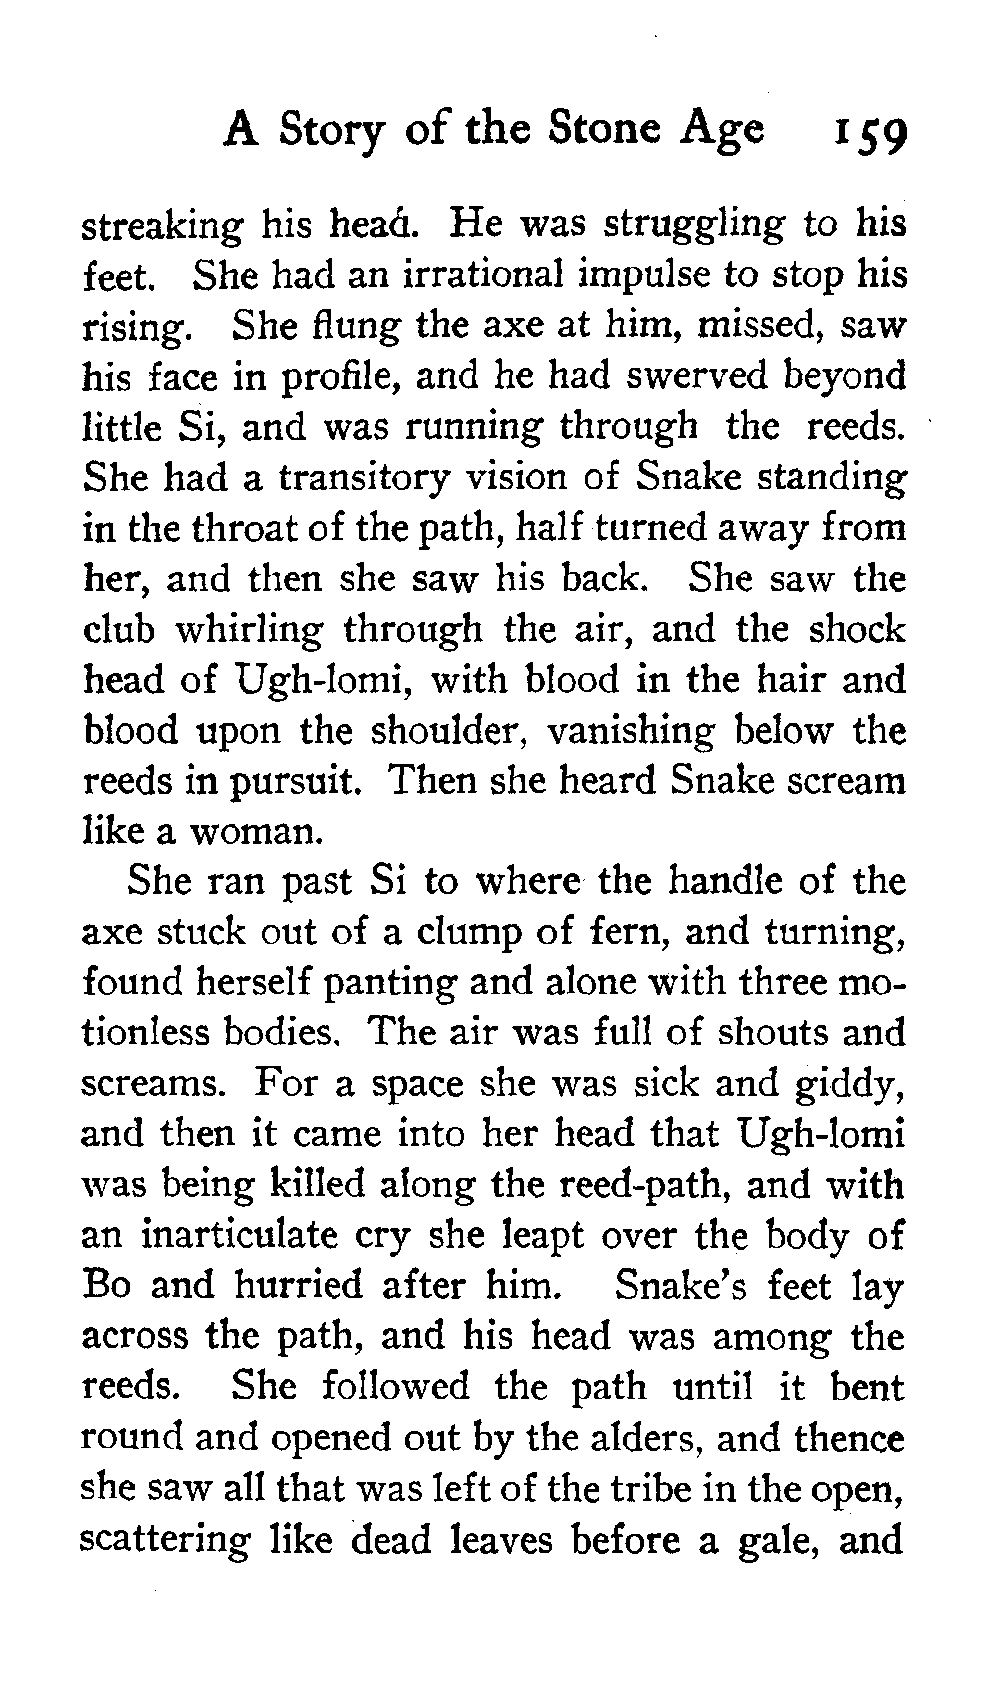 A Story of the Stone Age 159
streaking his head. He was struggling to his
feet. She had an irrational impulse to stop his
rising. She flung the axe at him, missed, saw
his face in profile, and he had swerved beyond
little Si, and was running through the reeds.
She had a transitory vision of Snake standing
in the throat of the path, half turned away from
her, and then she saw his back. She saw the
club whirling through the air, and the shock
head of Ugh-lomi, with blood in the hair and
blood upon the shoulder, vanishing below the
reeds in pursuit. Then she heard Snake scream
like a woman.
She ran past Si to where the handle of the
axe stuck out of a clump of fern, and turning,
found herself panting and alone with three mo-
tionless bodies. The air was full of shouts and
screams. For a space she was sick and giddy,
and then it came into her head that Ugh-lomi
was being killed along the reed-path, and with
an inarticulate cry she leapt over the body of
Bo and hurried after him. Snake's feet lay
across the path, and his head was among the
reeds. She followed the path until it bent
round and opened out by the alders, and thence
she saw all that was left of the tribe in the open,
scattering like dead leaves before a gale, and